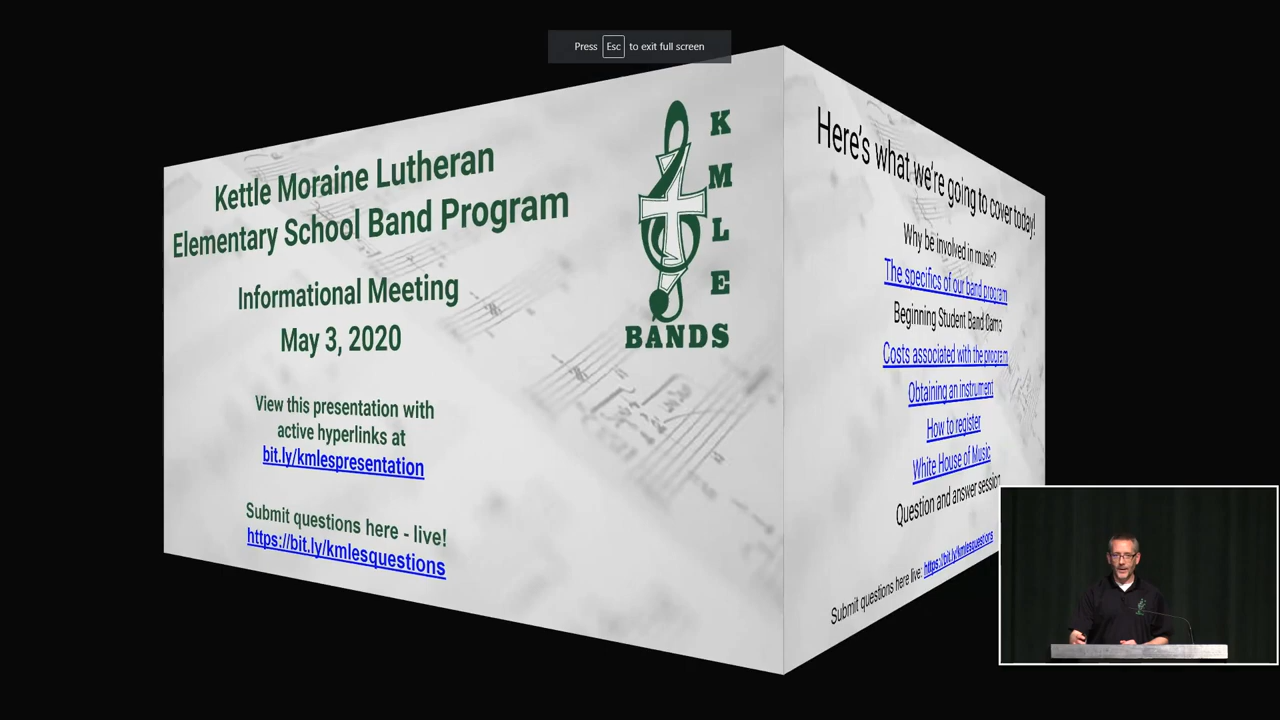 Press Esc to exit full screen
Kettle Moraine Lutheran
Elementary School Band Program
Informational Meeting
May 3, 2020
View this presentation with
active hyperlinks at
bit.ly/kmlespresentation
Submit questions here - live!
https://bit.ly/kmlesquestions
K
M
L
E
BANDS
Here's what we're going to cover today!
Why be involved in music?
The specifics of our band program
Beginning Student Band Camp
Costs associated with the program
Obtaining an instrument
How to register
White House of Music
Question and answer session
Submit questions here live: https://bit.ly/kmlesquestions